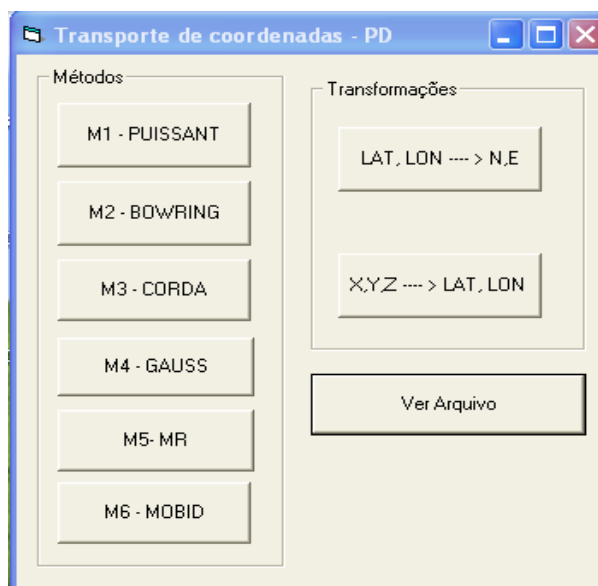 Transporte de coordenadas - PD
Métodos
M1 - PUISSANT
M2 - BOWRING
M3 - CORDA
M4 - GAUSS
M5- MR
M6 - MOBID
Transformações
LAT, LON ---- > N,E
X,Y,Z ---- > LAT, LON
Ver Arquivo